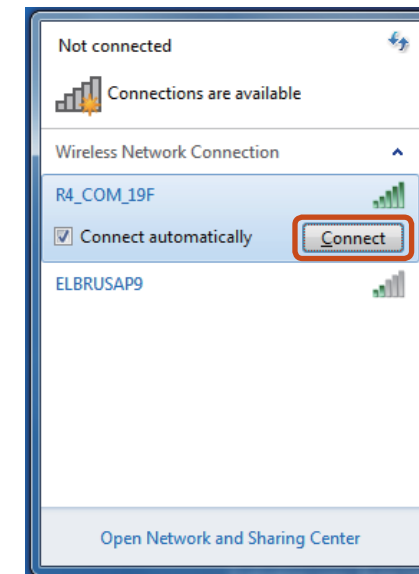 Not connected
Connections are available
Wireless Network Connection
R4_COM_19F
Connect automatically
Connect
ELBRUSAP9
Open Network and Sharing Center